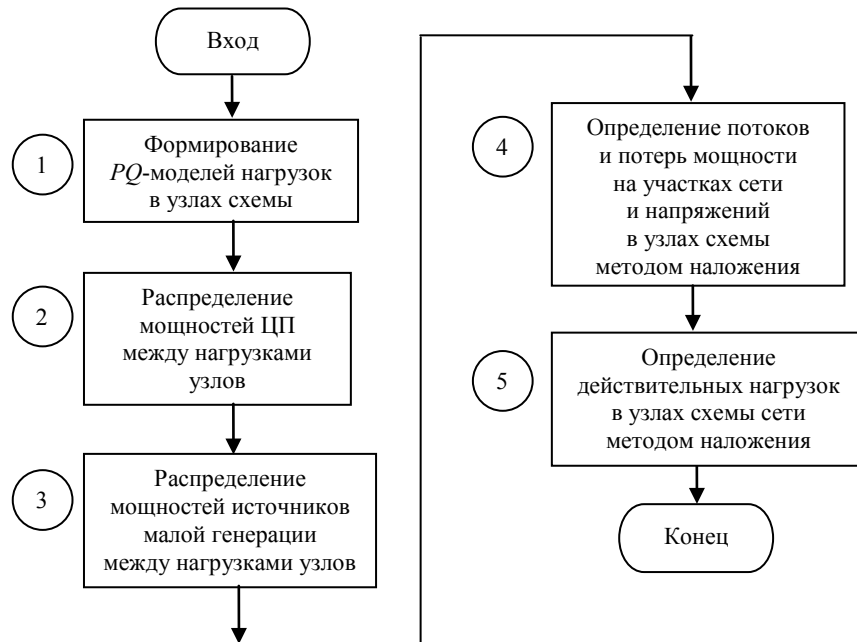 Вход
1
Формирование
PQ-моделей нагрузок
в узлах схемы
2
Распределение
мощностей ЦП
между нагрузками
узлов
3
Распределение
мощностей источников
малой генерации
между нагрузками узлов
4
Определение потоков
и потерь мощности
на участках сети
и напряжений
в узлах схемы
методом наложения
5
Определение
действительных нагрузок
в узлах схемы сети
методом наложения
Конец